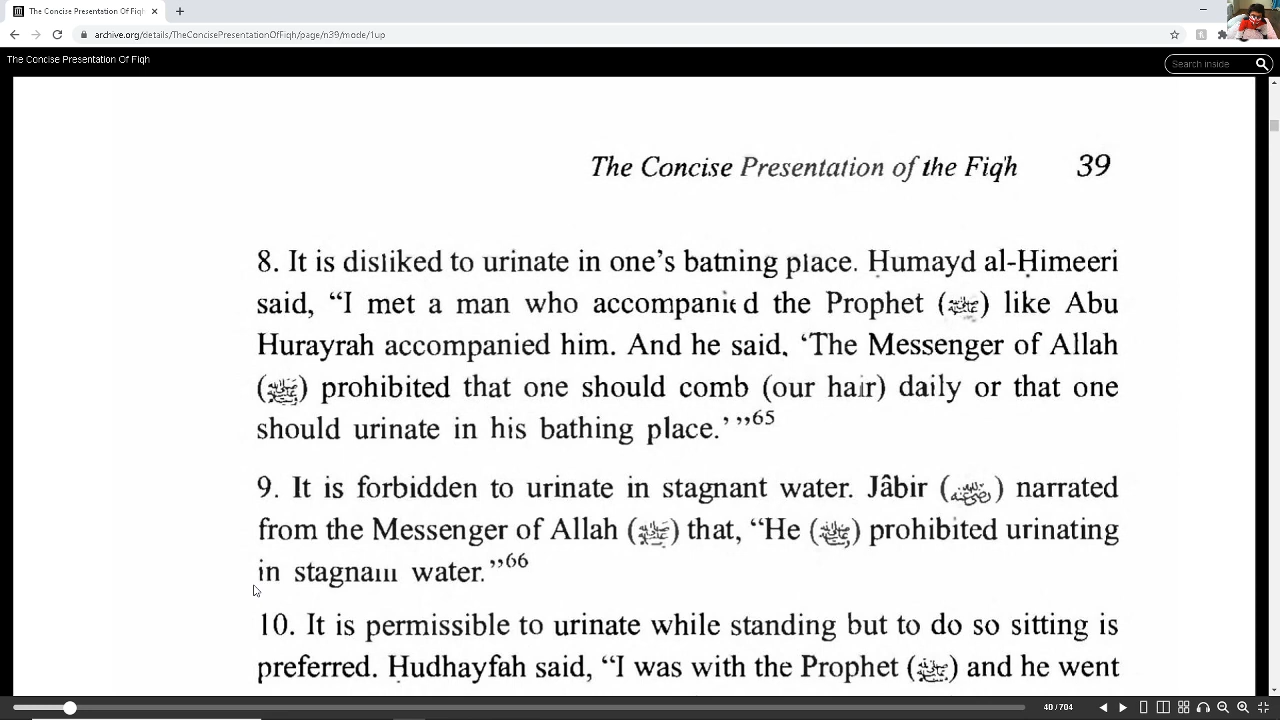 The Concise Presentation Of Fiqh
archive.org/details/TheConcisePresentationOfFiqh/page/n39/mode/1up
The Concise Presentation Of Fiqh
Search inside
The Concise Presentation of the Fiqh 39
8. It is disliked to urinate in one's bathing place. Ḥumayd al-Ḥimeeri
said, “I met a man who accompanied the Prophet (ﷺ) like Abu
Hurayrah accompanied him. And he said, ‘The Messenger of Allah
(ﷺ) prohibited that one should comb (our hair) daily or that one
should urinate in his bathing place.’ ”65
9. It is forbidden to urinate in stagnant water. Jâbir (رضي الله عنه) narrated
from the Messenger of Allah (ﷺ) that, “He (ﷺ) prohibited urinating
in stagnant water.”66
10. It is permissible to urinate while standing but to do so sitting is
preferred. Ḥudhayfah said, “I was with the Prophet (ﷺ) and he went
40 / 704